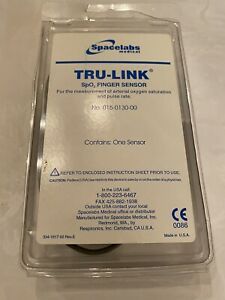 Spacelabs
medical
TRU-LINK®
SpO₂ FINGER SENSOR
For the measurement of arterial oxygen saturation
and pulse rate.
No. 015-0130-00
Contains: One Sensor
REFER TO ENCLOSED INSTRUCTION SHEET PRIOR TO USE.
In the USA call
1-800-223-6467
FAX 425-882-1938
Outside USA contact your local
Spacelabs Medical office or distributor
Manufactured for Spacelabs Medical, Inc.
Redmond, WA., by
Respironics, Inc. Carlsbad, CA U.S.A.
CE
0086
Made in U.S.A.